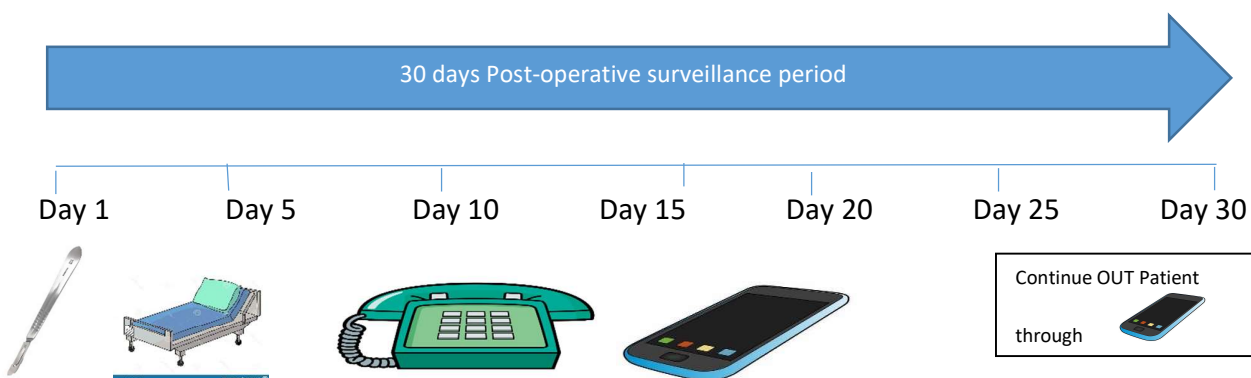 30 days Post-operative surveillance period
Day 1 Day 5 Day 10 Day 15 Day 20 Day 25 Day 30
Continue OUT Patient
through